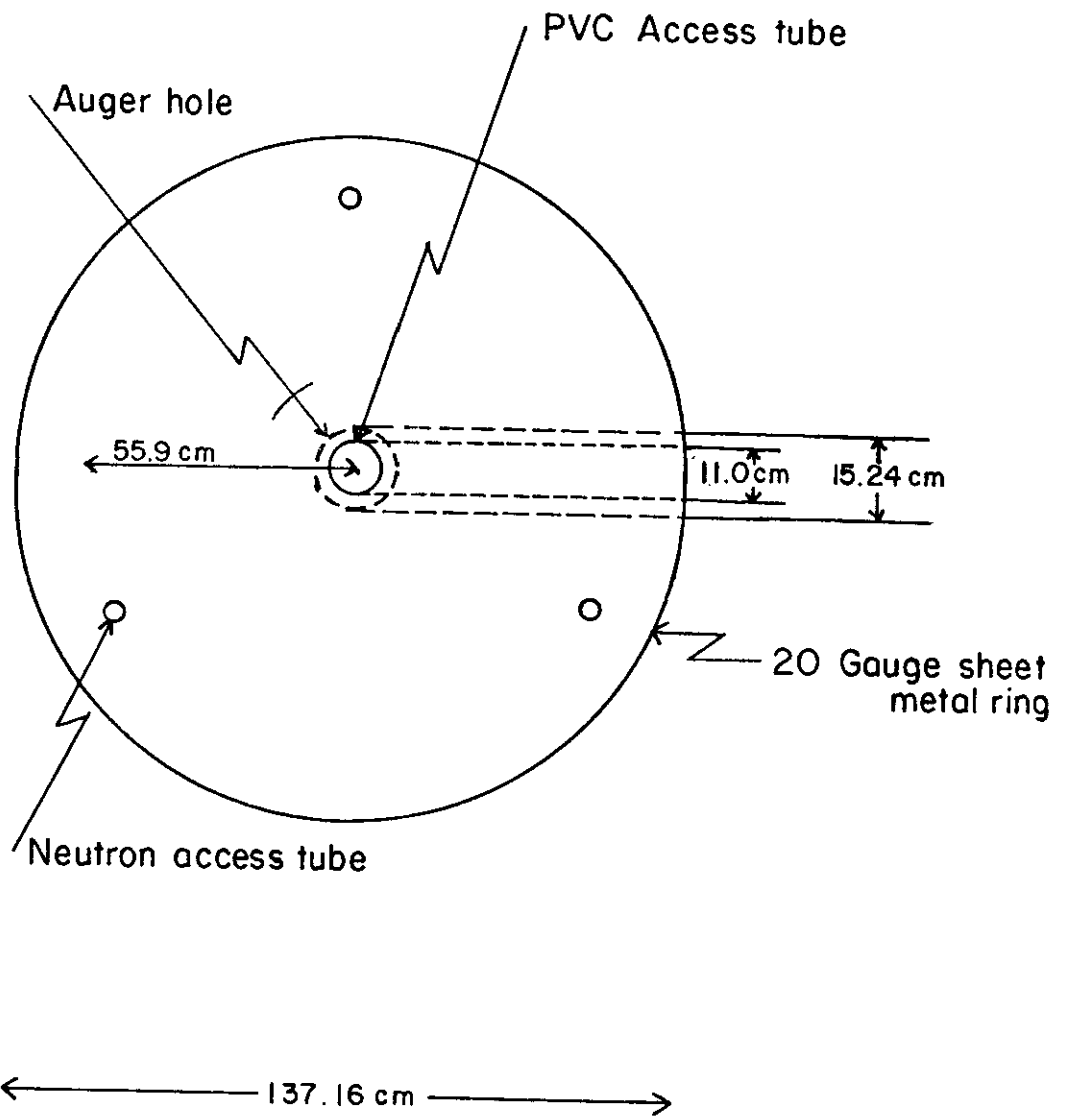 PVC Access tube
Auger hole
55.9 cm
11.0 cm
15.24 cm
20 Gauge sheet
metal ring
Neutron access tube
137.16 cm